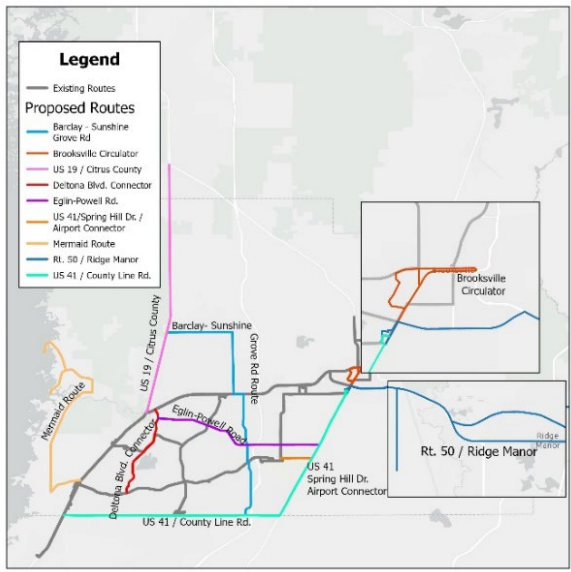 Legend
Existing Routes
Proposed Routes
Barclay - Sunshine
Grove Rd
Brooksville Circulator
US 19 / Citrus County
Deltona Blvd. Connector
Eglin-Powell Rd.
US 41/Spring Hill Dr. /
Airport Connector
Mermaid Route
Rt. 50 / Ridge Manor
US 41 / County Line Rd.
Brooksville
Circulator
US 19 / Citrus County
Barclay- Sunshine
Grove Rd Route
Mermaid Route
Eglin-Powell Road
Deltona Blvd. Connector
Ridge
Manor
Rt. 50 / Ridge Manor
US 41
Spring Hill Dr.
Airport Connector
US 41 / County Line Rd.